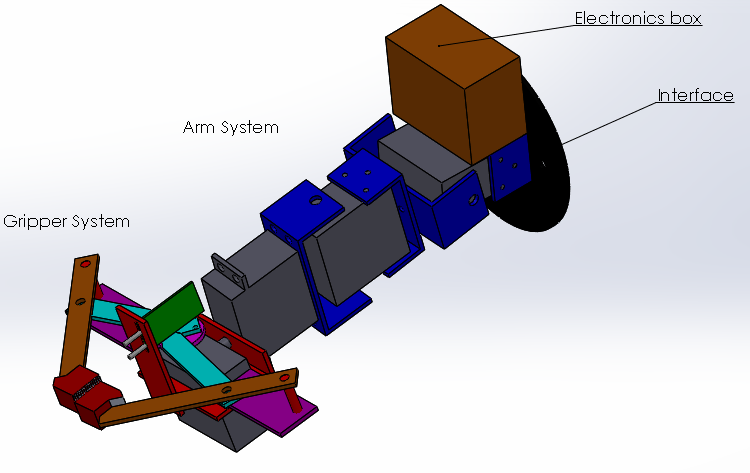 Electronics box
Interface
Arm System
Gripper System